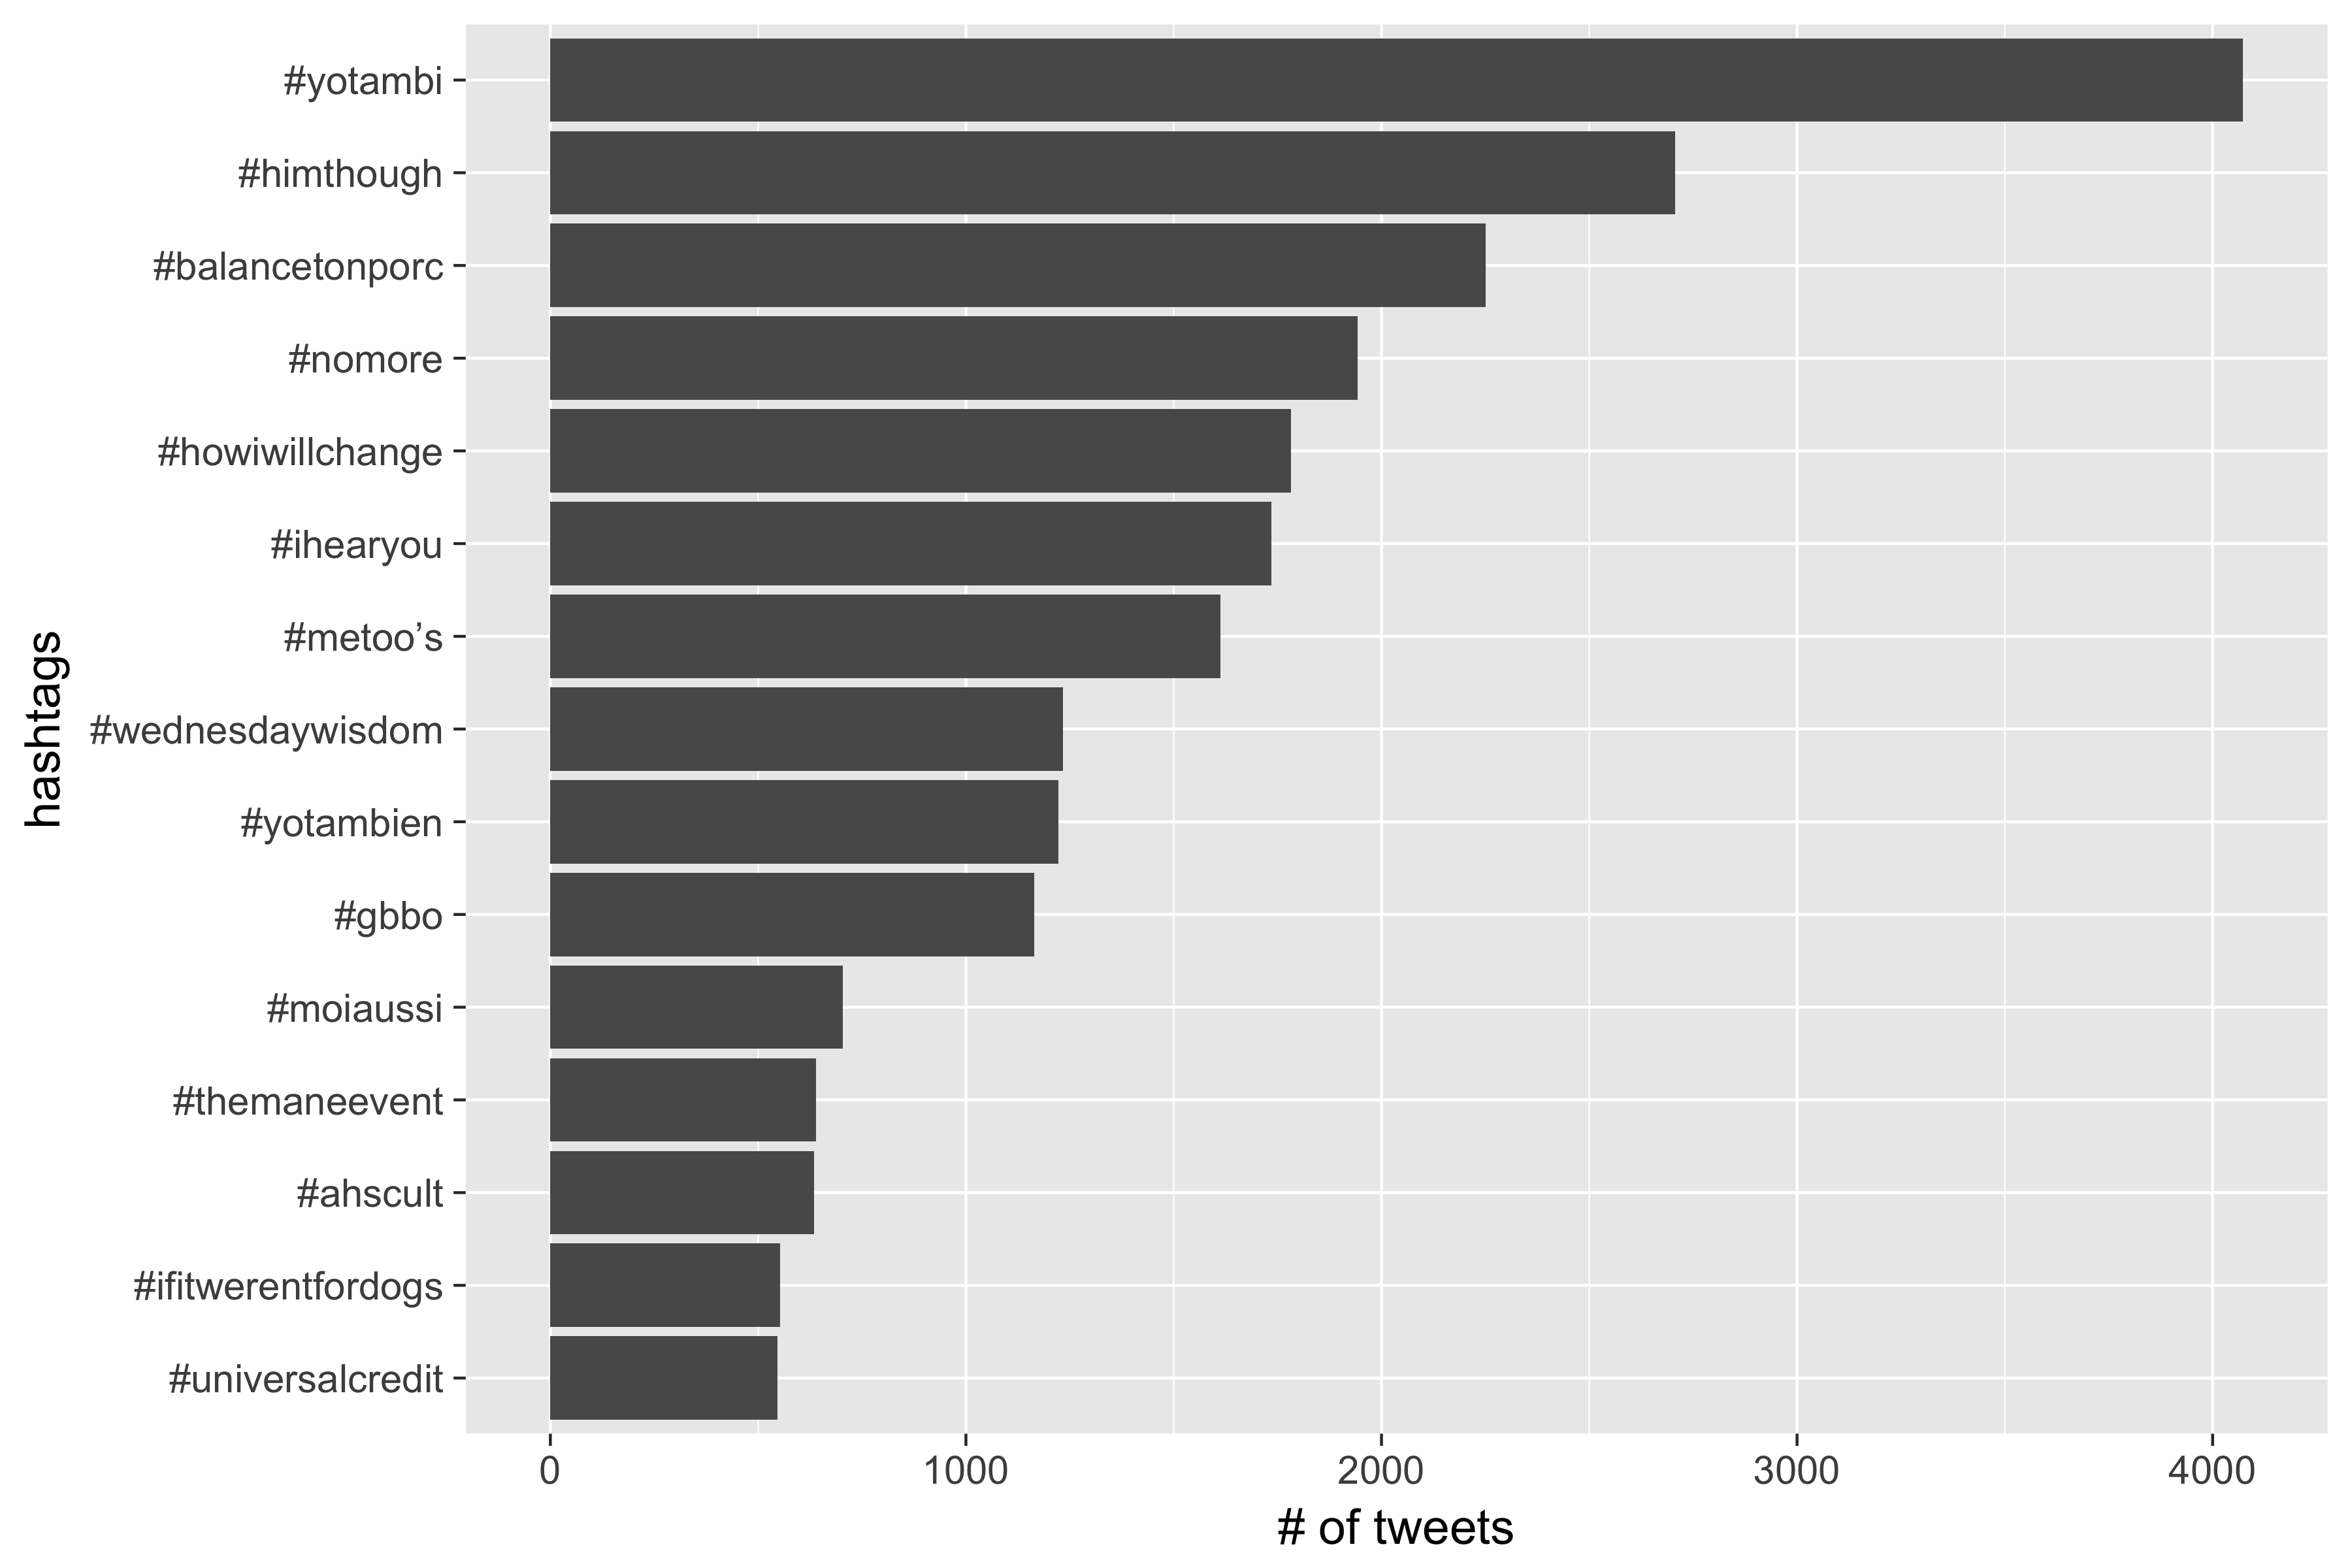 #yotambi
#himthough
#balancetonporc
#nomore
#howiwillchange
#ihearyou
#metoo’s
#wednesdaywisdom
#yotambien
#gbbo
#moiaussi
#themaneevent
#ahscult
#ifitwerentfordogs
#universalcredit
hashtags
0 1000 2000 3000 4000
# of tweets